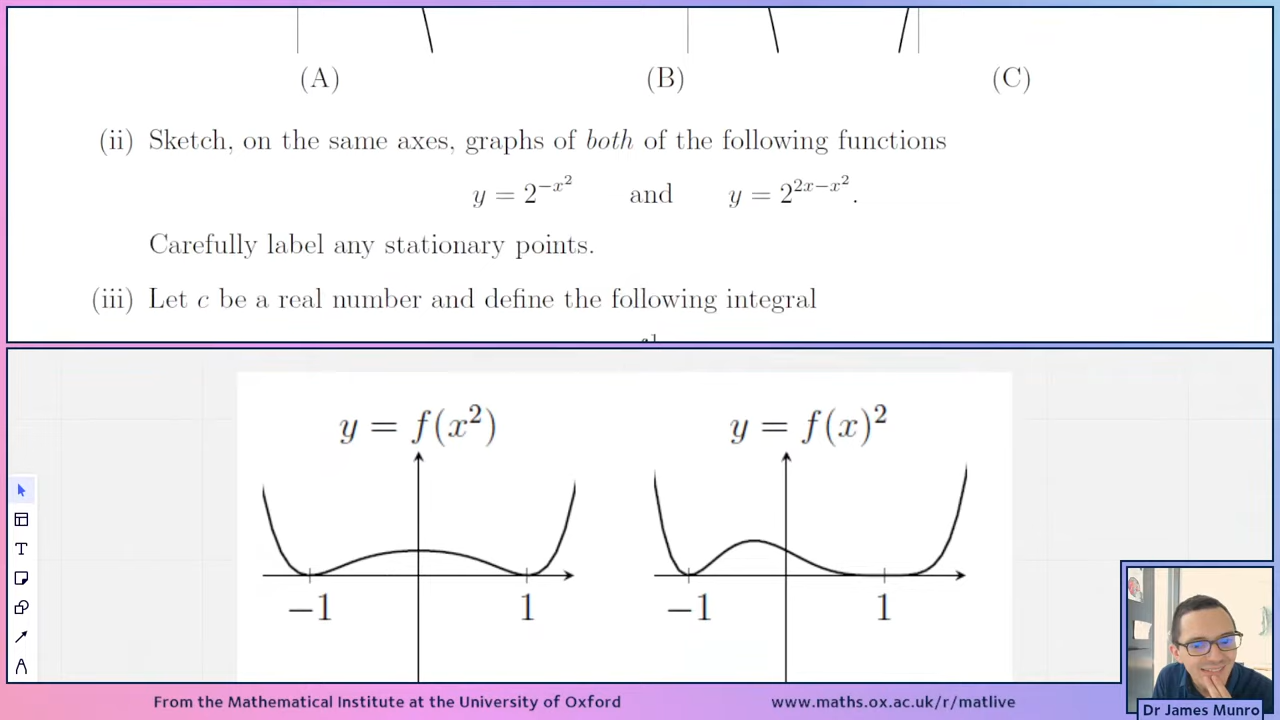 (A) (B) (C)
(ii) Sketch, on the same axes, graphs of both of the following functions
y = 2^{-x^2} and y = 2^{2x-x^2}.
Carefully label any stationary points.
(iii) Let c be a real number and define the following integral
y = f(x^2) y = f(x)^2
−1 1 −1 1
T
Dr James Munro
From the Mathematical Institute at the University of Oxford www.maths.ox.ac.uk/r/matlive